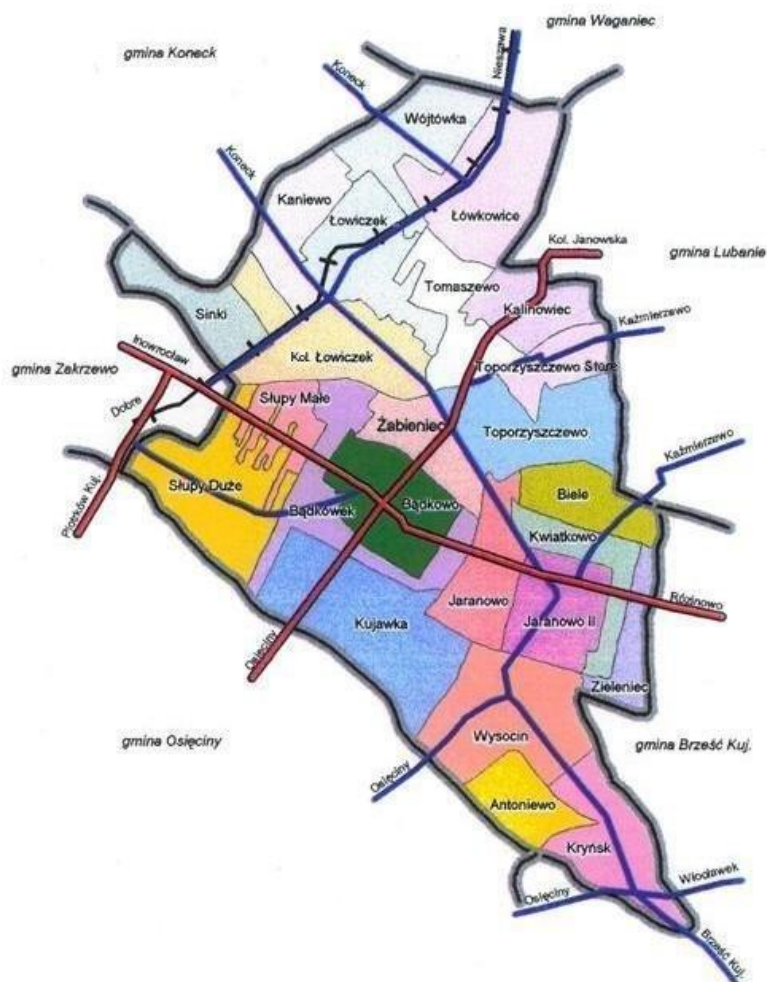 gmina Waganiec
gmina Koneck
Nieszawa
Koneck
Wójtówka
Koneck
Kaniewo
Łowiczek
Łówkowice
Kol. Janowska
gmina Lubanie
Tomaszewo
Kalinowiec
Sinki
Kaźmierzewo
Inowrocław
Kol. Łowiczek
Toporzyszczewo Stare
gmina Zakrzewo
Dobre
Słupy Małe
Żabieniec
Toporzyszczewo
Kaźmierzewo
Słupy Duże
Piotrków Kuj.
Bądkówek
Bądkowo
Biele
Kwiatkowo
Jaranowo
Różinowo
Kujawka
Jaranowo II
Osięciny
Zieleniec
gmina Osięciny
Wysocin
gmina Brześć Kuj.
Osięciny
Antoniewo
Kryńsk
Osięciny
Włocławek
Brześć Kuj.